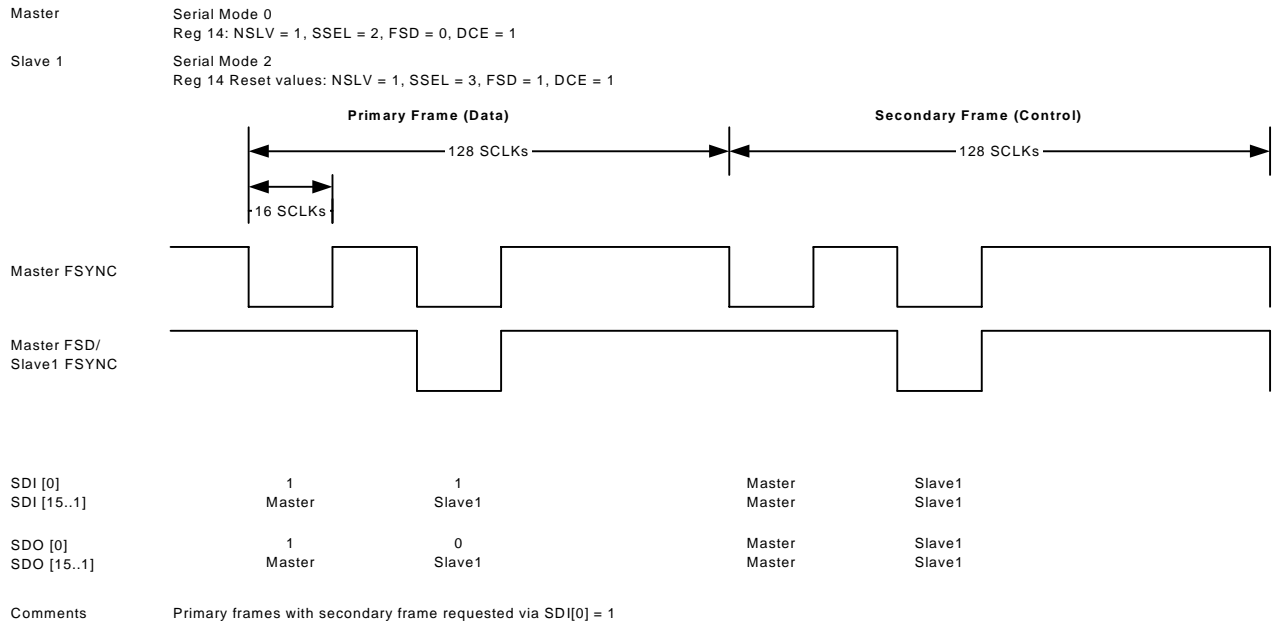 Master Serial Mode 0
Reg 14: NSLV = 1, SSEL = 2, FSD = 0, DCE = 1
Slave 1 Serial Mode 2
Reg 14 Reset values: NSLV = 1, SSEL = 3, FSD = 1, DCE = 1
Primary Frame (Data) Secondary Frame (Control)
128 SCLKs 128 SCLKs
16 SCLKs
Master FSYNC
Master FSD/
Slave1 FSYNC
SDI [0] 1 1 Master Slave1
SDI [15..1] Master Slave1 Master Slave1
SDO [0] 1 0 Master Slave1
SDO [15..1] Master Slave1 Master Slave1
Comments Primary frames with secondary frame requested via SDI[0] = 1